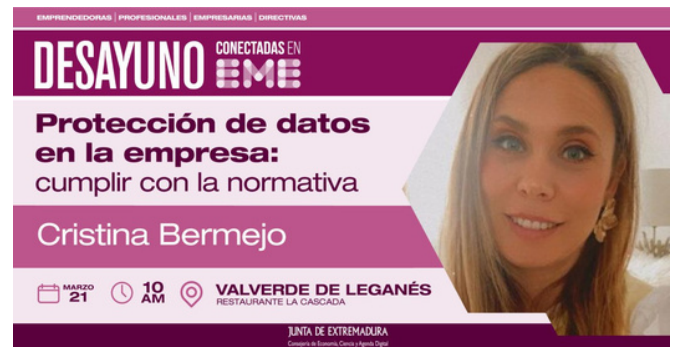 EMPRENDEDORAS | PROFESIONALES | EMPRESARIAS | DIRECTIVAS
DESAYUNO CONECTADAS EN
EME
Protección de datos
en la empresa:
cumplir con la normativa
Cristina Bermejo
MARZO
21
10
AM
VALVERDE DE LEGANÉS
RESTAURANTE LA CASCADA
JUNTA DE EXTREMADURA
Consejería de Economía, Ciencia y Agenda Digital